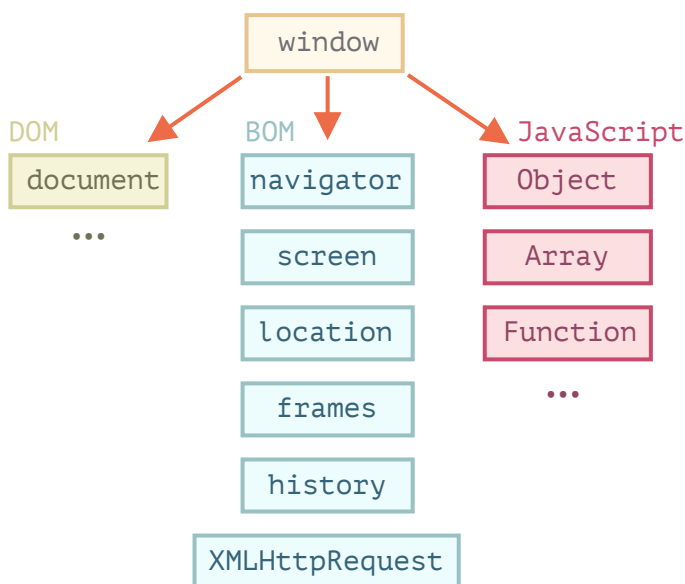 window
DOM
BOM
JavaScript
document
navigator
Object
...
screen
Array
location
Function
...
frames
history
XMLHttpRequest